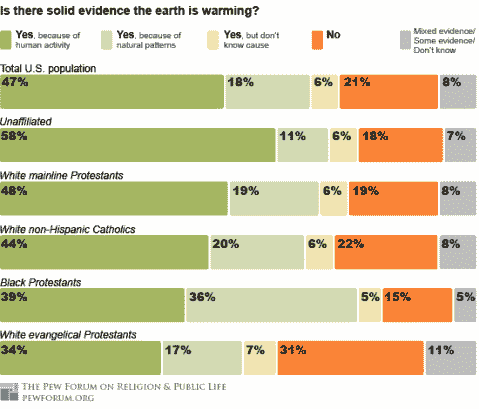 Is there solid evidence the earth is warming?
Yes, because of human activity
Yes, because of natural patterns
Yes, but don't know cause
No
Mixed evidence/ Some evidence/ Don't know
Total U.S. population
47% 18% 6% 21% 8%
Unaffiliated
58% 11% 6% 18% 7%
White mainline Protestants
48% 19% 6% 19% 8%
White non-Hispanic Catholics
44% 20% 6% 22% 8%
Black Protestants
39% 36% 5% 15% 5%
White evangelical Protestants
34% 17% 7% 31% 11%
THE PEW FORUM ON RELIGION & PUBLIC LIFE
PEWFORUM.ORG